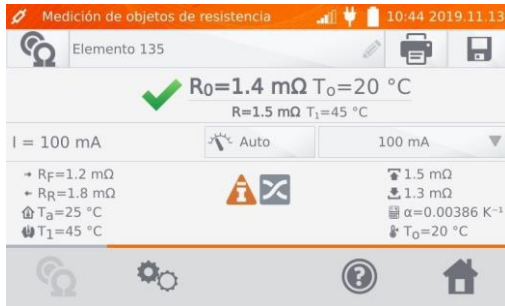 Medición de objetos de resistencia 10:44 2019.11.13
Elemento 135
R₀=1.4 mΩ T₀=20 °C
R=1.5 mΩ T₁=45 °C
I = 100 mA Auto 100 mA
R_F=1.2 mΩ 1.5 mΩ
R_R=1.8 mΩ 1.3 mΩ
Tₐ=25 °C α=0.00386 K⁻¹
T₁=45 °C T₀=20 °C